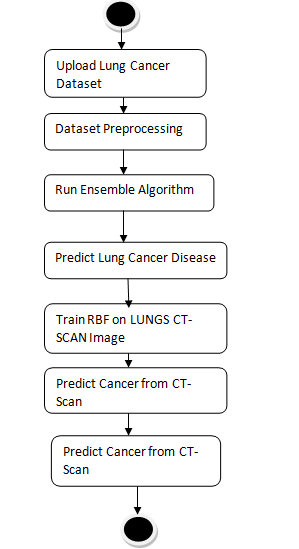 Upload Lung Cancer
Dataset
Dataset Preprocessing
Run Ensemble Algorithm
Predict Lung Cancer Disease
Train RBF on LUNGS CT-
SCAN Image
Predict Cancer from CT-
Scan
Predict Cancer from CT-
Scan